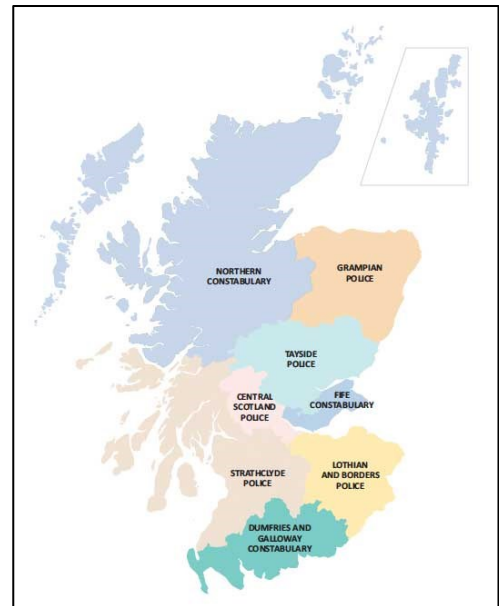 NORTHERN
CONSTABULARY
GRAMPIAN
POLICE
TAYSIDE
POLICE
FIFE
CONSTABULARY
CENTRAL
SCOTLAND
POLICE
STRATHCLYDE
POLICE
LOTHIAN
AND BORDERS
POLICE
DUMFRIES AND
GALLOWAY
CONSTABULARY